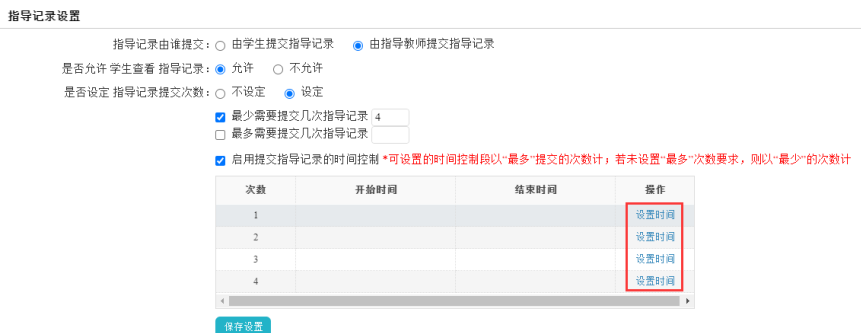 指导记录设置
指导记录由谁提交： 由学生提交指导记录 由指导教师提交指导记录
是否允许 学生查看 指导记录： 允许 不允许
是否设定 指导记录提交次数： 不设定 设定
最少需要提交几次指导记录 4
最多需要提交几次指导记录
启用提交指导记录的时间控制 *可设置的时间控制段以“最多”提交的次数计；若未设置“最多”次数要求，则以“最少”的次数计
次数 开始时间 结束时间 操作
1 设置时间
2 设置时间
3 设置时间
4 设置时间
保存设置